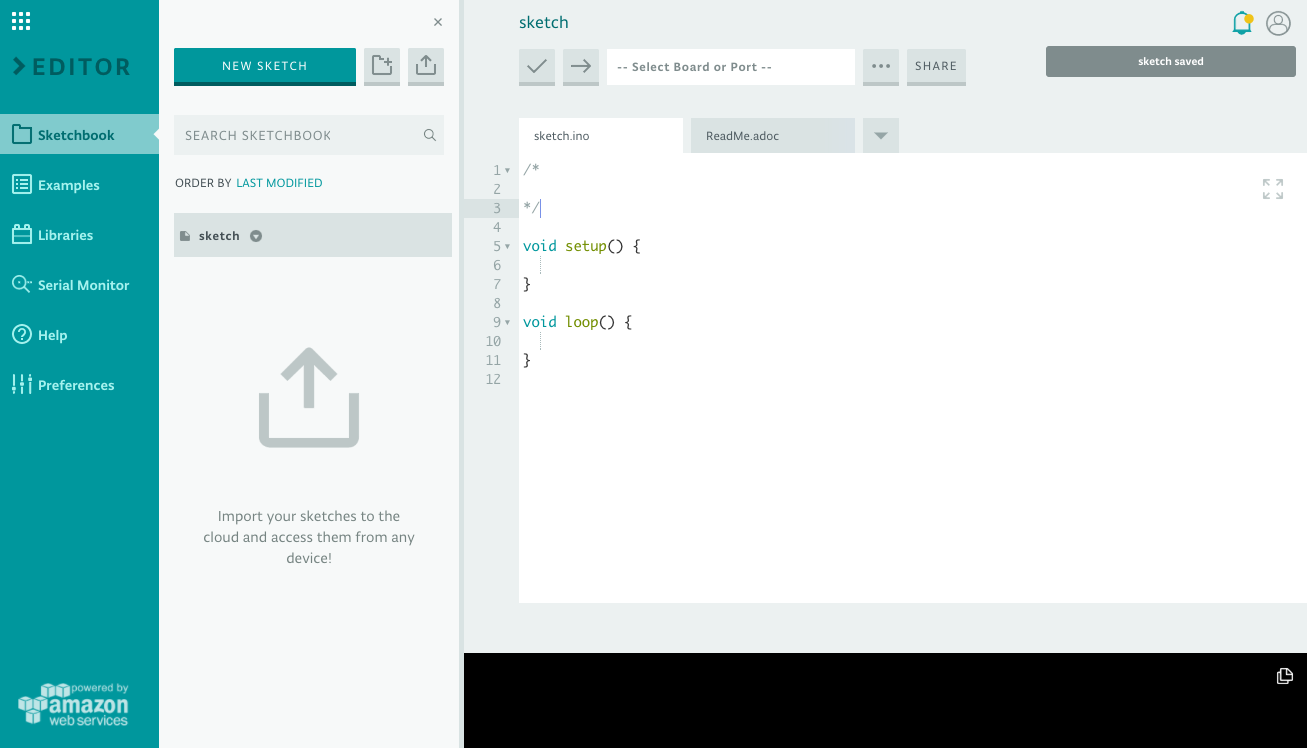 EDITOR
Sketchbook
Examples
Libraries
Serial Monitor
Help
Preferences
powered by
amazon
web services
×
NEW SKETCH
SEARCH SKETCHBOOK
ORDER BY LAST MODIFIED
sketch
Import your sketches to the
cloud and access them from any
device!
sketch
-- Select Board or Port --
SHARE
sketch saved
sketch.ino
ReadMe.adoc
1 /*
2
3 */
4
5 void setup() {
6
7 }
8
9 void loop() {
10
11 }
12